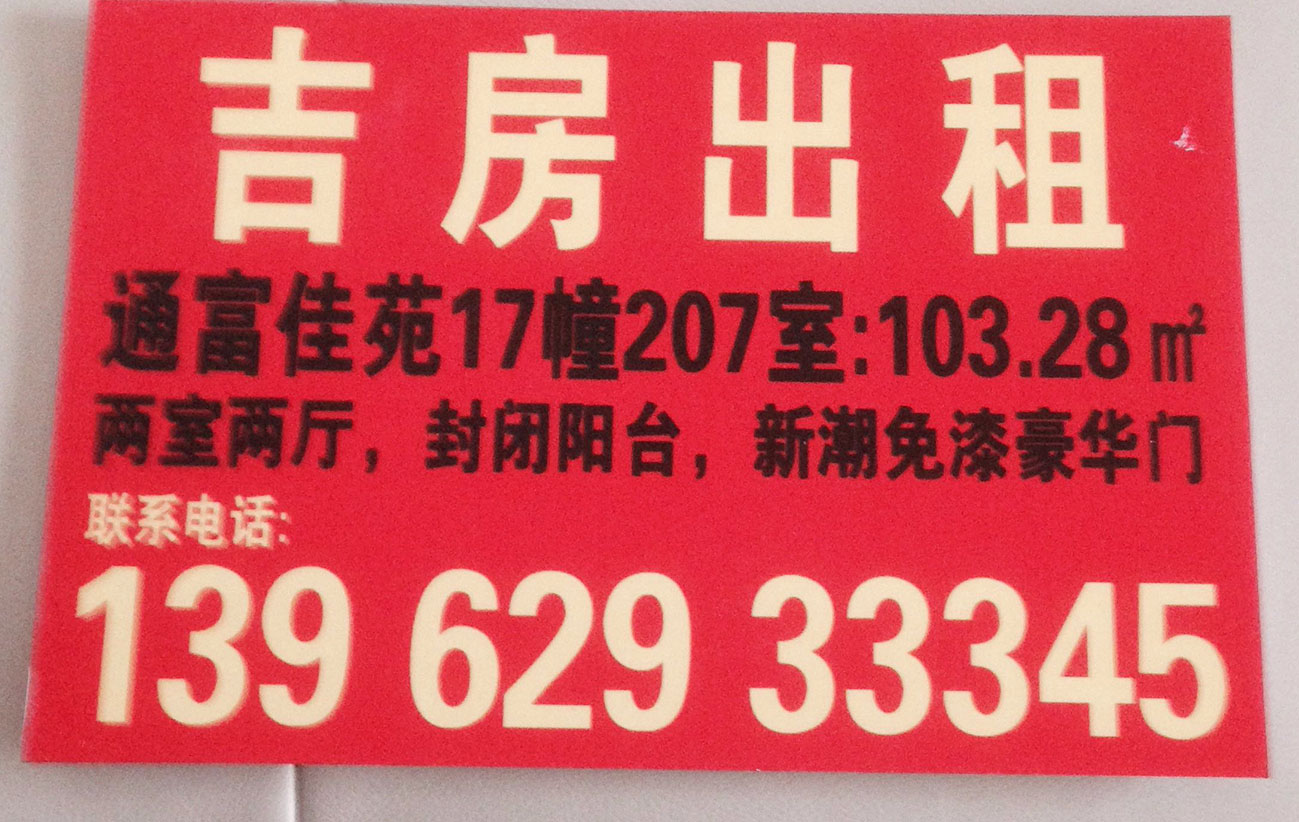 吉房出租
通富佳苑17幢207室:103.28㎡
两室两厅，封闭阳台，新潮免漆豪华门
联系电话:
139 629 33345